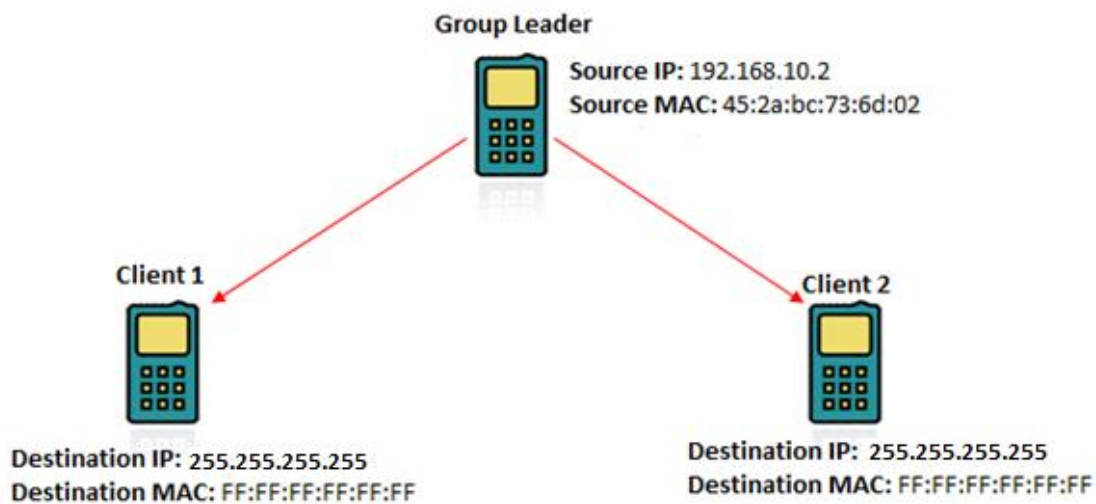 Group Leader
Source IP: 192.168.10.2
Source MAC: 45:2a:bc:73:6d:02
Client 1
Client 2
Destination IP: 255.255.255.255
Destination MAC: FF:FF:FF:FF:FF:FF
Destination IP: 255.255.255.255
Destination MAC: FF:FF:FF:FF:FF:FF